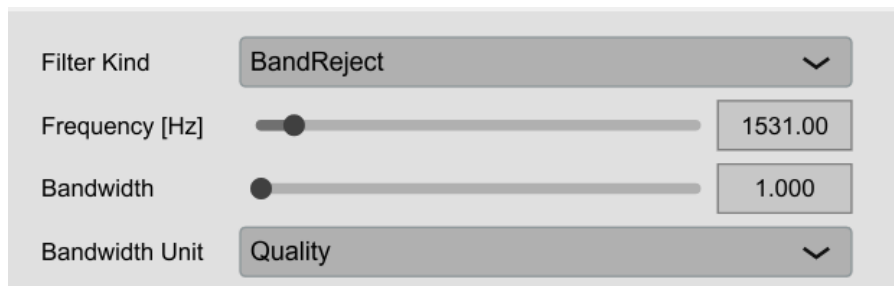 Filter Kind BandReject
Frequency [Hz] 1531.00
Bandwidth 1.000
Bandwidth Unit Quality